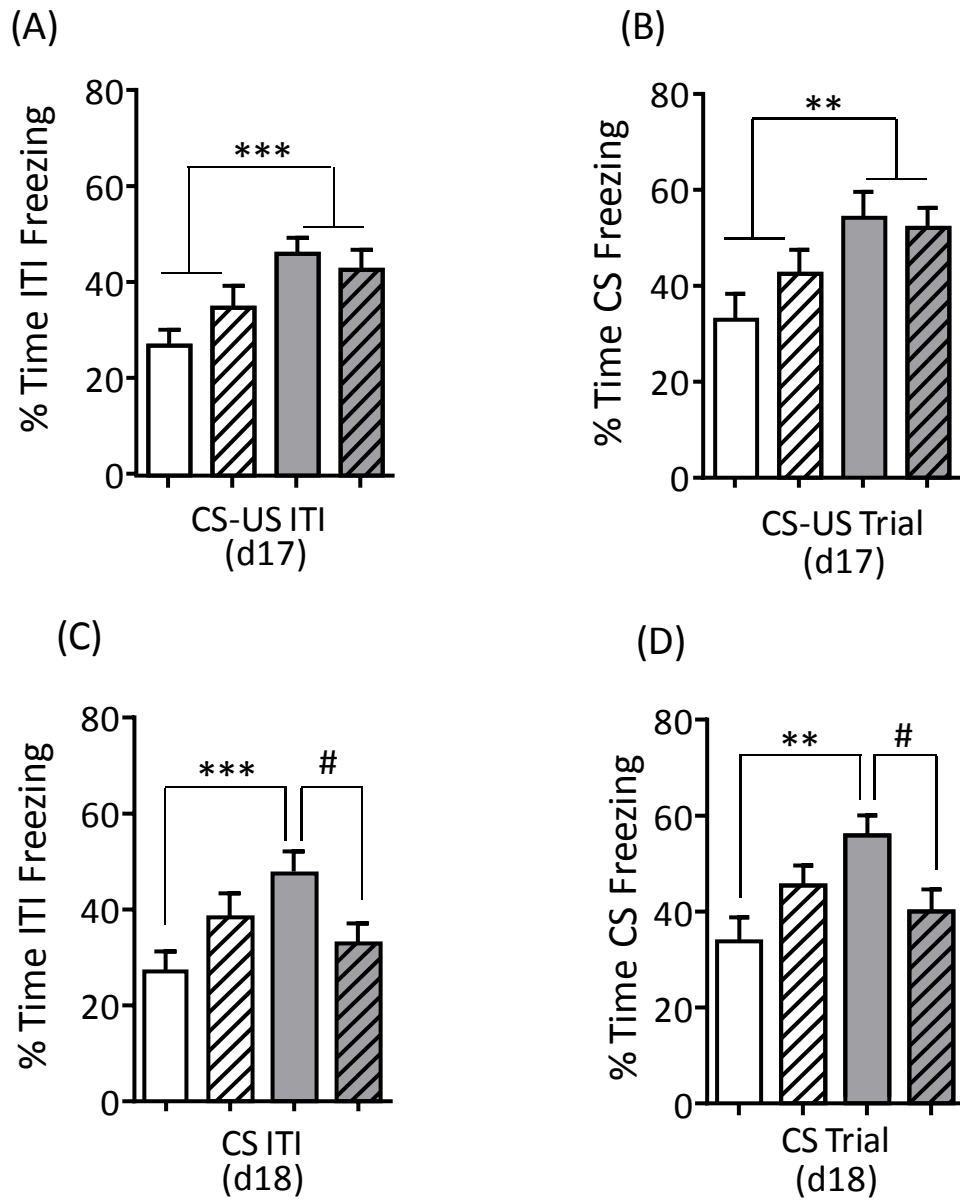 (A)
(B)
% Time ITI Freezing
80
60
40
20
0
***
CS-US ITI
(d17)
% Time CS Freezing
80
60
40
20
0
**
CS-US Trial
(d17)
(C)
(D)
% Time ITI Freezing
80
60
40
20
0
***
#
CS ITI
(d18)
% Time CS Freezing
80
60
40
20
0
**
#
CS Trial
(d18)